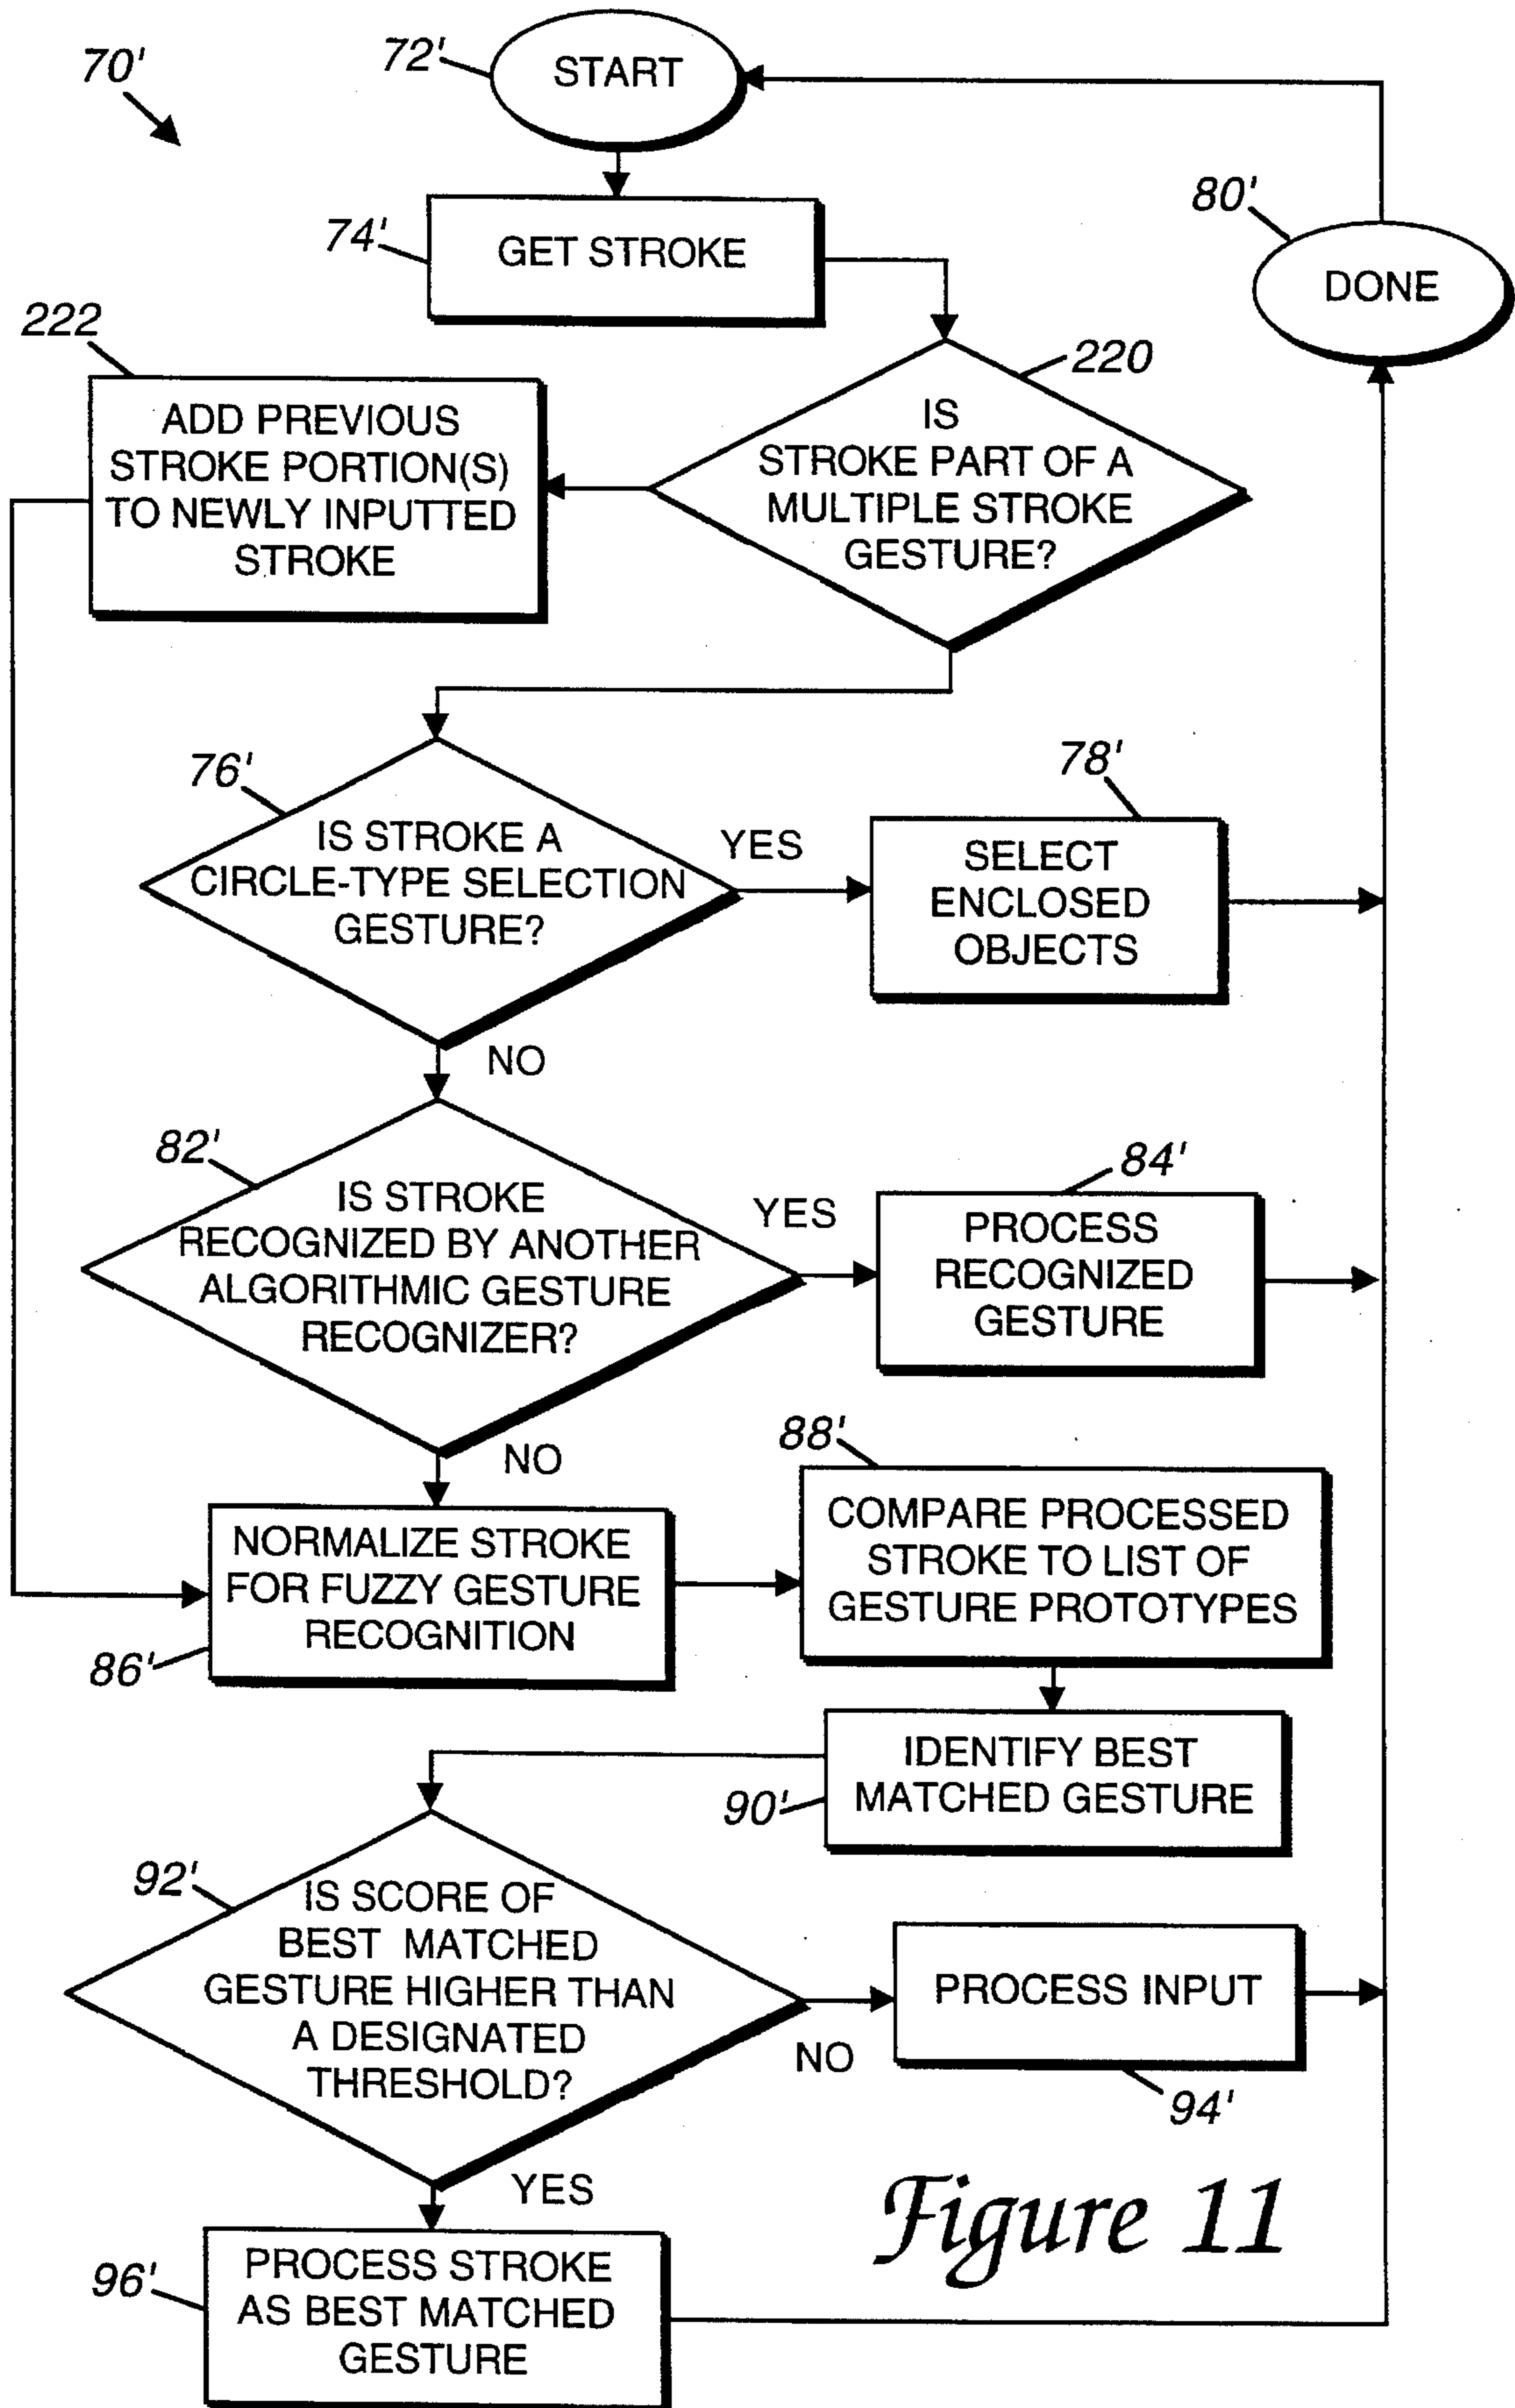 70'
72'
START
74'
GET STROKE
80'
DONE
222
ADD PREVIOUS
STROKE PORTION(S)
TO NEWLY INPUTTED
STROKE
220
IS
STROKE PART OF A
MULTIPLE STROKE
GESTURE?
76'
IS STROKE A
CIRCLE-TYPE SELECTION
GESTURE?
YES
78'
SELECT
ENCLOSED
OBJECTS
NO
82'
IS STROKE
RECOGNIZED BY ANOTHER
ALGORITHMIC GESTURE
RECOGNIZER?
YES
84'
PROCESS
RECOGNIZED
GESTURE
NO
86'
NORMALIZE STROKE
FOR FUZZY GESTURE
RECOGNITION
88'
COMPARE PROCESSED
STROKE TO LIST OF
GESTURE PROTOTYPES
90'
IDENTIFY BEST
MATCHED GESTURE
92'
IS SCORE OF
BEST MATCHED
GESTURE HIGHER THAN
A DESIGNATED
THRESHOLD?
NO
PROCESS INPUT
94'
YES
96'
PROCESS STROKE
AS BEST MATCHED
GESTURE
Figure 11